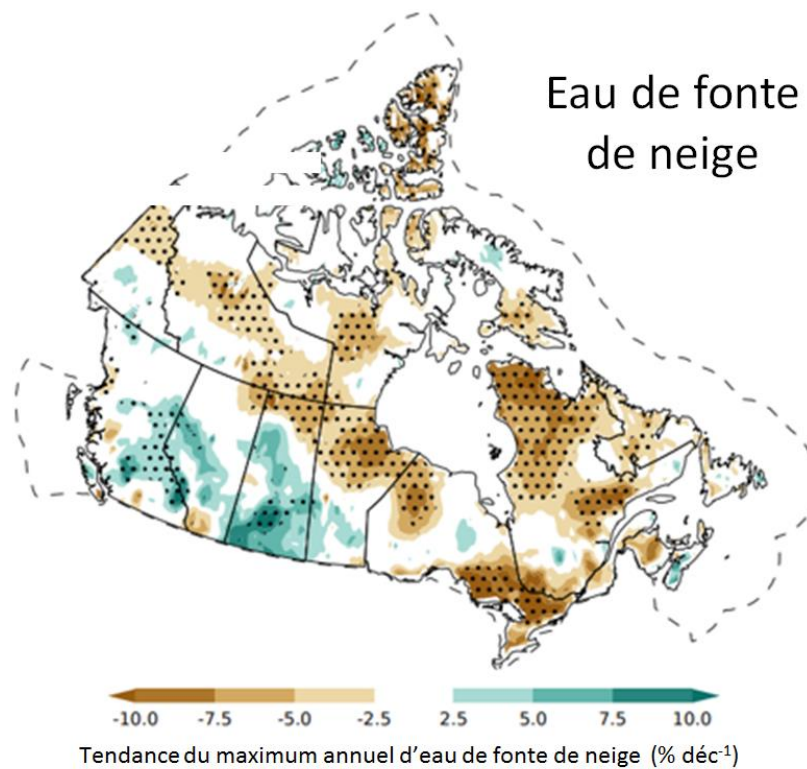 Eau de fonte
de neige
-10.0 -7.5 -5.0 -2.5 2.5 5.0 7.5 10.0
Tendance du maximum annuel d’eau de fonte de neige (% déc⁻¹)